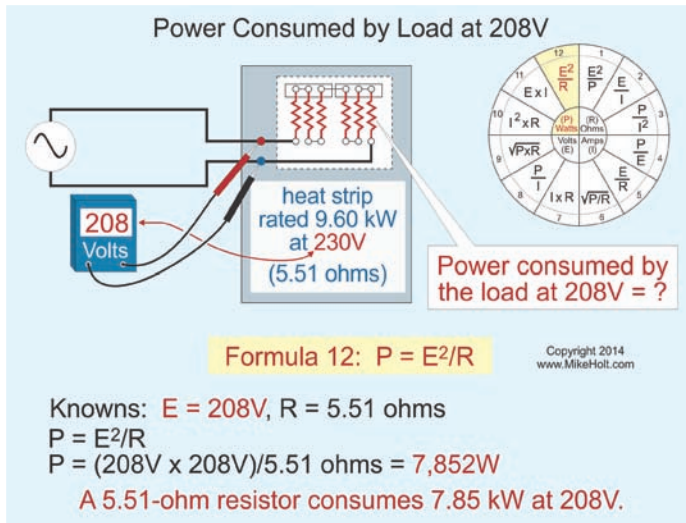 Power Consumed by Load at 208V
12
E²/R
1
E²/P
2
E/I
3
P/I²
4
P/E
5
E/R
6
√P/R
7
I x R
8
P/I
9
√PxR
10
I² x R
11
E x I
(P)
Watts
(R)
Ohms
Volts
(E)
Amps
(I)
208
Volts
heat strip
rated 9.60 kW
at 230V
(5.51 ohms)
Power consumed by
the load at 208V = ?
Formula 12: P = E²/R
Copyright 2014
www.MikeHolt.com
Knowns: E = 208V, R = 5.51 ohms
P = E²/R
P = (208V x 208V)/5.51 ohms = 7,852W
A 5.51-ohm resistor consumes 7.85 kW at 208V.